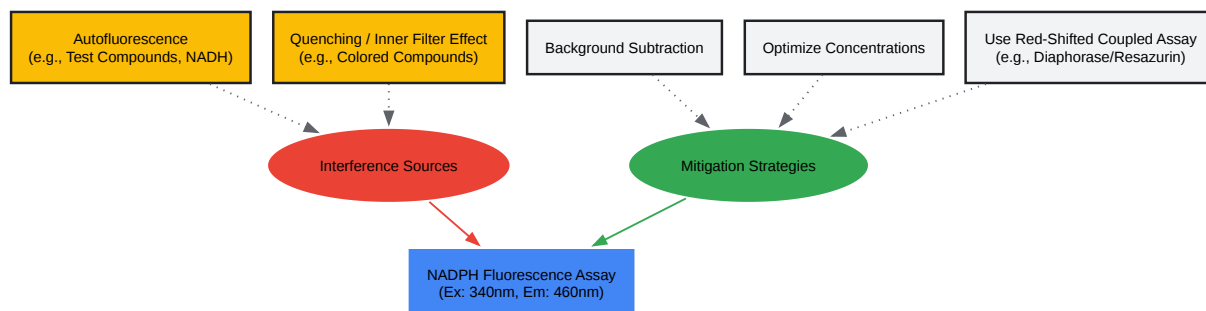 Autofluorescence
(e.g., Test Compounds, NADH)
Quenching / Inner Filter Effect
(e.g., Colored Compounds)
Background Subtraction
Optimize Concentrations
Use Red-Shifted Coupled Assay
(e.g., Diaphorase/Resazurin)
Interference Sources
Mitigation Strategies
NADPH Fluorescence Assay
(Ex: 340nm, Em: 460nm)